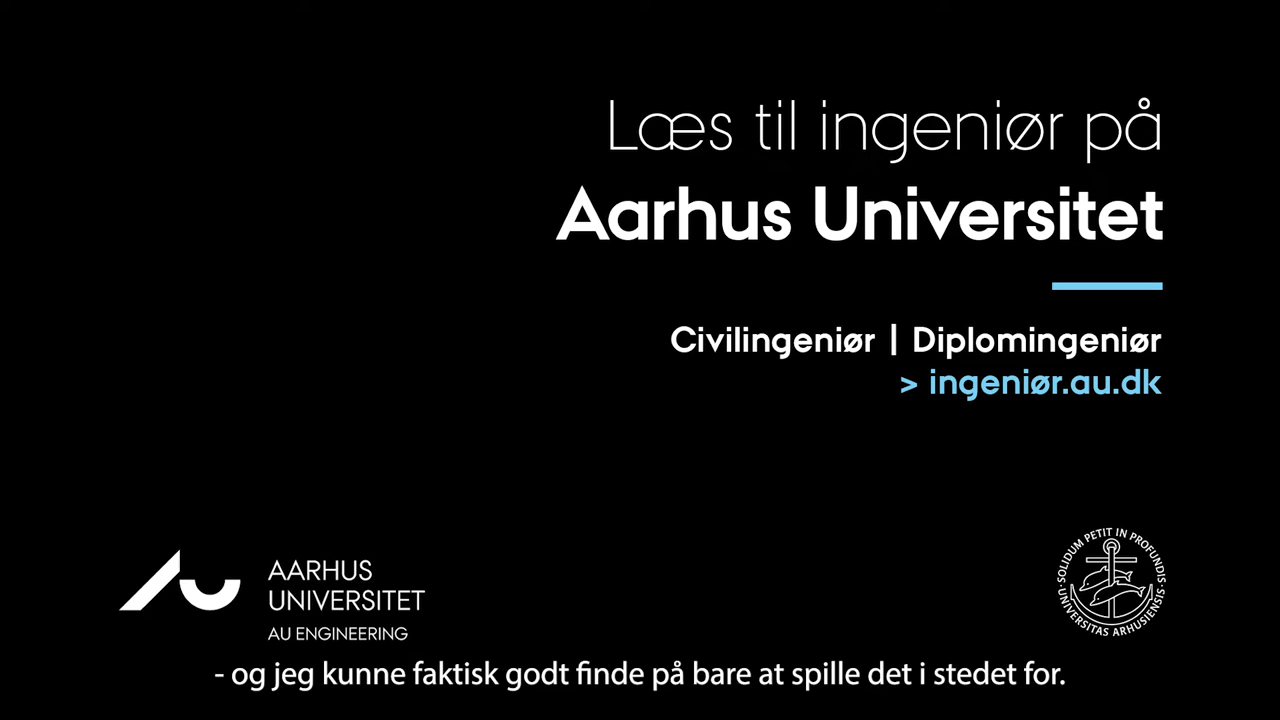 Læs til ingeniør på
Aarhus Universitet
Civilingeniør | Diplomingeniør
> ingeniør.au.dk
AARHUS
UNIVERSITET
AU ENGINEERING
SOLIDUM PETIT IN PROFUNDIS
· UNIVERSITAS ARHUSIENSIS ·
- og jeg kunne faktisk godt finde på bare at spille det i stedet for.